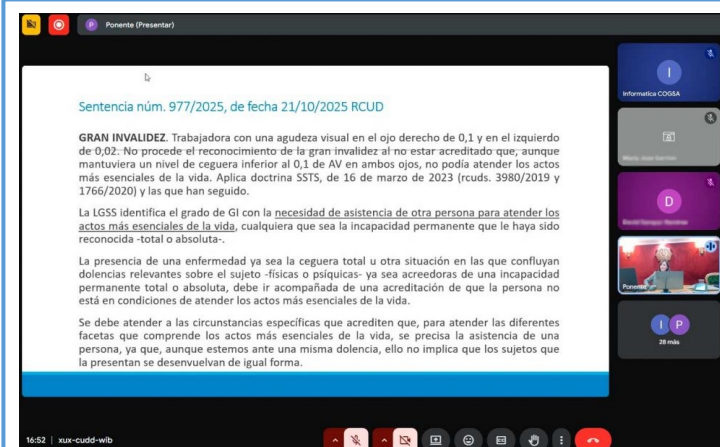 P Ponente (Presentar)
Sentencia núm. 977/2025, de fecha 21/10/2025 RCUD
GRAN INVALIDEZ. Trabajadora con una agudeza visual en el ojo derecho de 0,1 y en el izquierdo
de 0,02. No procede el reconocimiento de la gran invalidez al no estar acreditado que, aunque
mantuviera un nivel de ceguera inferior al 0,1 de AV en ambos ojos, no podía atender los actos
más esenciales de la vida. Aplica doctrina SSTS, de 16 de marzo de 2023 (rcuds. 3980/2019 y
1766/2020) y las que han seguido.
La LGSS identifica el grado de GI con la necesidad de asistencia de otra persona para atender los
actos más esenciales de la vida, cualquiera que sea la incapacidad permanente que le haya sido
reconocida -total o absoluta-.
La presencia de una enfermedad ya sea la ceguera total u otra situación en las que confluyan
dolencias relevantes sobre el sujeto -físicas o psíquicas- ya sea acreedoras de una incapacidad
permanente total o absoluta, debe ir acompañada de una acreditación de que la persona no
está en condiciones de atender los actos más esenciales de la vida.
Se debe atender a las circunstancias específicas que acrediten que, para atender las diferentes
facetas que comprende los actos más esenciales de la vida, se precisa la asistencia de una
persona, ya que, aunque estemos ante una misma dolencia, ello no implica que los sujetos que
la presentan se desenvuelvan de igual forma.
I
Informatica COGSA
D
Ponente
I P
28 más
16:52 | xux-cudd-wib